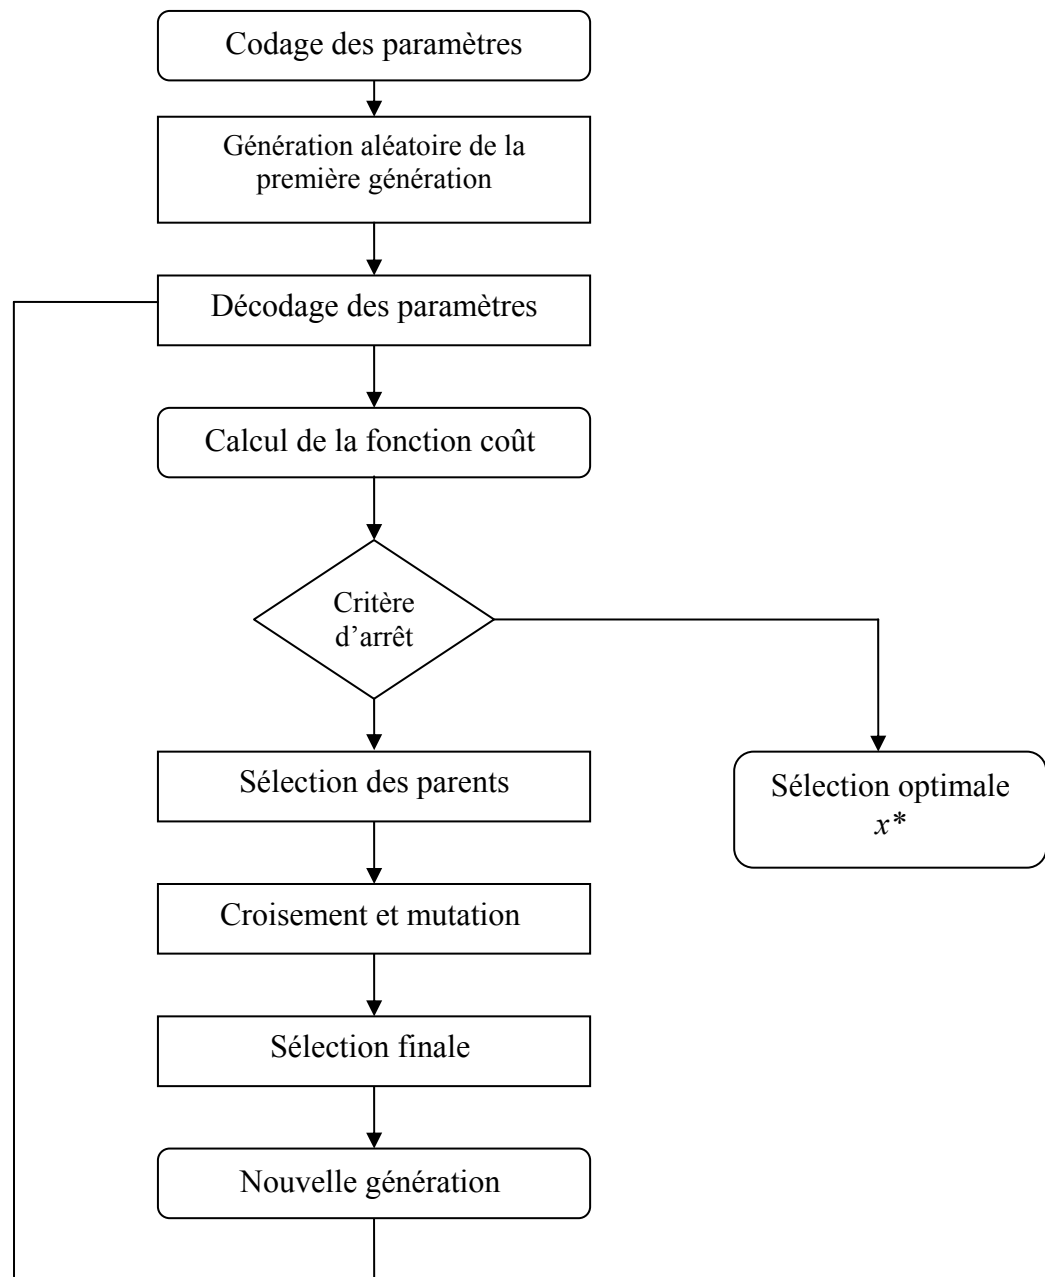 Codage des paramètres
Génération aléatoire de la
première génération
Décodage des paramètres
Calcul de la fonction coût
Critère
d’arrêt
Sélection des parents
Sélection optimale
x*
Croisement et mutation
Sélection finale
Nouvelle génération